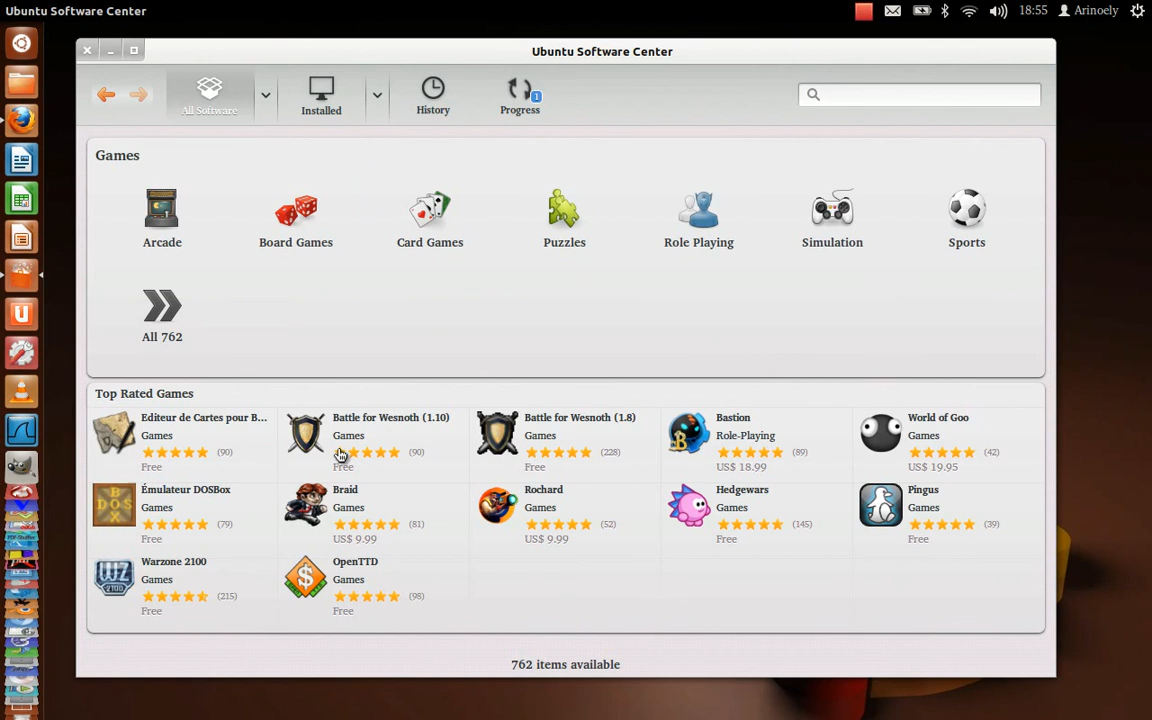 Ubuntu Software Center
18:55 Arinoely
Ubuntu Software Center
All Software Installed History Progress 1
Games
Arcade Board Games Card Games Puzzles Role Playing Simulation Sports
All 762
Top Rated Games
Editeur de Cartes pour B... Battle for Wesnoth (1.10) Battle for Wesnoth (1.8) Bastion World of Goo
Games Games Games Role-Playing Games
(90) (90) (228) (89) (42)
Free Free Free US$ 18.99 US$ 19.95
Émulateur DOSBox Braid Rochard Hedgewars Pingus
Games Games Games Games Games
(79) (81) (52) (145) (39)
Free US$ 9.99 US$ 9.99 Free Free
Warzone 2100 OpenTTD
Games Games
(215) (98)
Free Free
762 items available